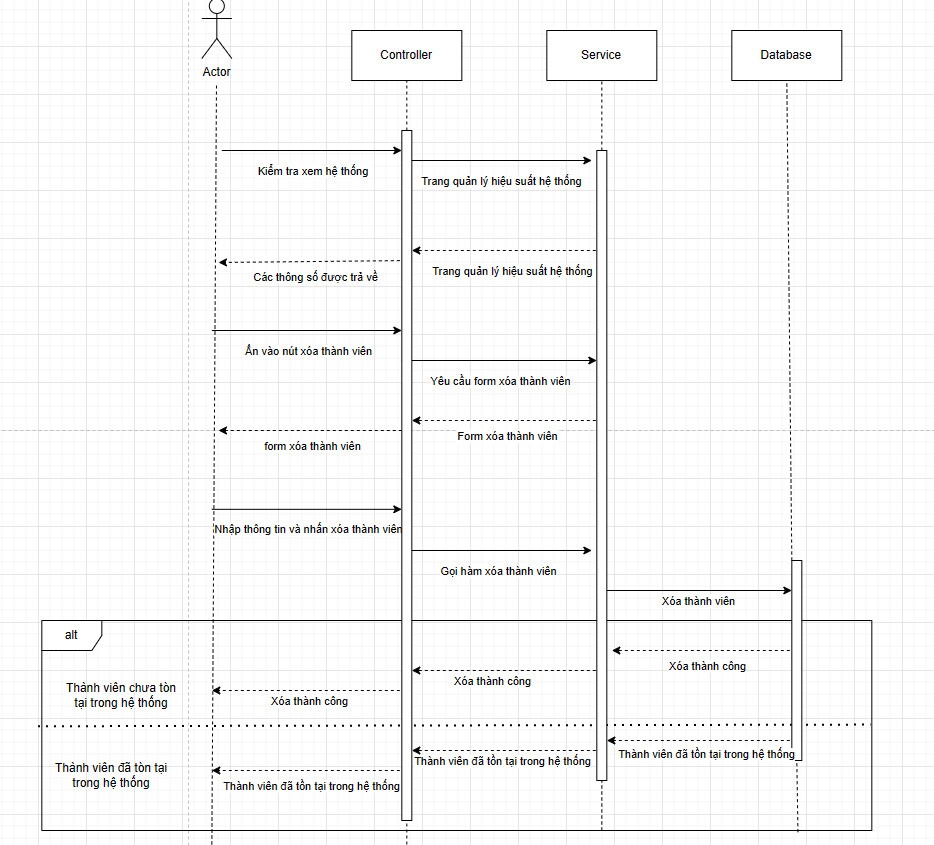 Actor
Controller
Service
Database
Kiểm tra xem hệ thống
Trang quản lý hiệu suất hệ thống
Trang quản lý hiệu suất hệ thống
Các thông số được trả về
Ấn vào nút xóa thành viên
Yêu cầu form xóa thành viên
Form xóa thành viên
form xóa thành viên
Nhập thông tin và nhấn xóa thành viên
Gọi hàm xóa thành viên
Xóa thành viên
alt
Xóa thành công
Xóa thành công
Thành viên chưa tòn
tại trong hệ thống
Xóa thành công
Thành viên đã tồn tại trong hệ thống
Thành viên đã tồn tại trong hệ thống
Thành viên đã tòn tại
trong hệ thống
Thành viên đã tồn tại trong hệ thống